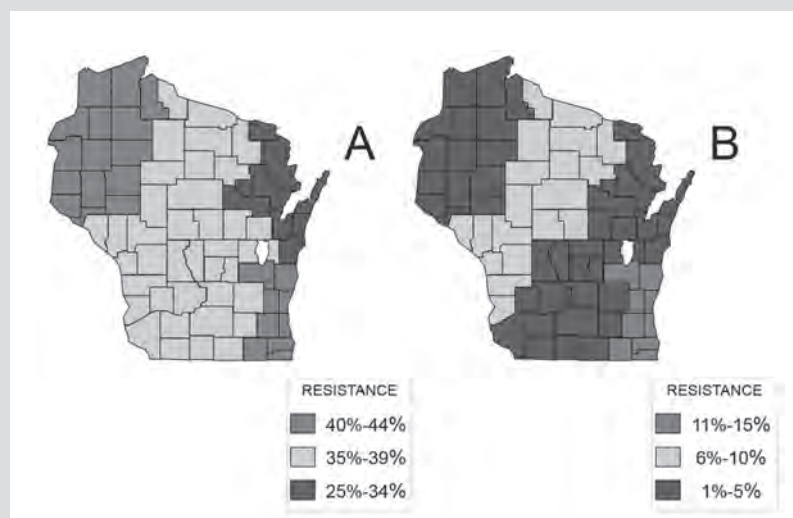 A
B
RESISTANCE
40%-44%
35%-39%
25%-34%
RESISTANCE
11%-15%
6%-10%
1%-5%